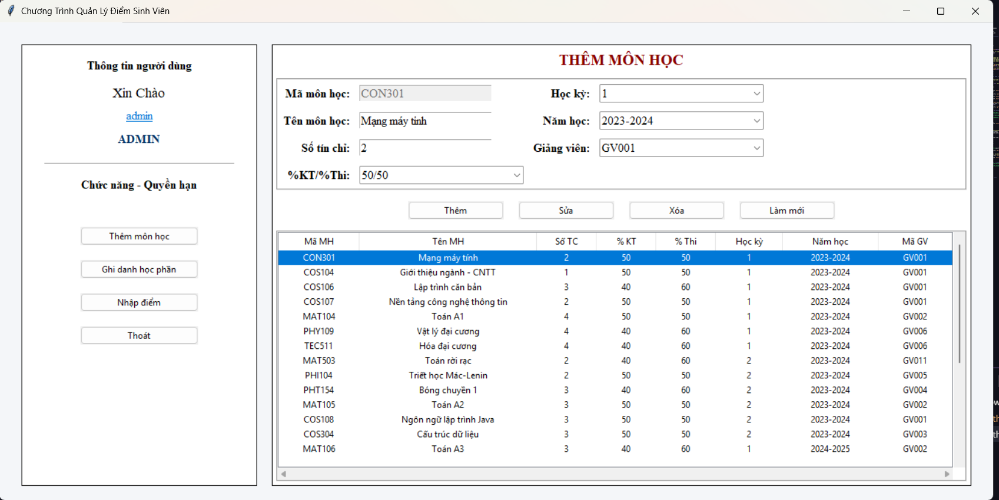 Chương Trình Quản Lý Điểm Sinh Viên
Thông tin người dùng
Xin Chào
admin
ADMIN
Chức năng - Quyền hạn
Thêm môn học
Ghi danh học phần
Nhập điểm
Thoát
THÊM MÔN HỌC
Mã môn học: CON301 Học kỳ: 1
Tên môn học: Mạng máy tính Năm học: 2023-2024
Số tín chỉ: 2 Giảng viên: GV001
%KT/%Thi: 50/50
Thêm Sửa Xóa Làm mới
Mã MH Tên MH Số TC % KT % Thi Học kỳ Năm học Mã GV
CON301 Mạng máy tính 2 50 50 1 2023-2024 GV001
COS104 Giới thiệu ngành - CNTT 1 50 50 1 2023-2024 GV001
COS106 Lập trình căn bản 3 40 60 1 2023-2024 GV001
COS107 Nền tảng công nghệ thông tin 2 50 50 1 2023-2024 GV001
MAT104 Toán A1 4 50 50 1 2023-2024 GV002
PHY109 Vật lý đại cương 4 40 60 1 2023-2024 GV006
TEC511 Hóa đại cương 4 40 60 1 2023-2024 GV006
MAT503 Toán rời rạc 2 40 60 2 2023-2024 GV011
PHI104 Triết học Mác-Lenin 2 50 50 2 2023-2024 GV005
PHT154 Bóng chuyền 1 3 40 60 2 2023-2024 GV004
MAT105 Toán A2 3 50 50 2 2023-2024 GV002
COS108 Ngôn ngữ lập trình Java 3 50 50 2 2023-2024 GV001
COS304 Cấu trúc dữ liệu 3 50 50 2 2023-2024 GV003
MAT106 Toán A3 3 40 60 1 2024-2025 GV002